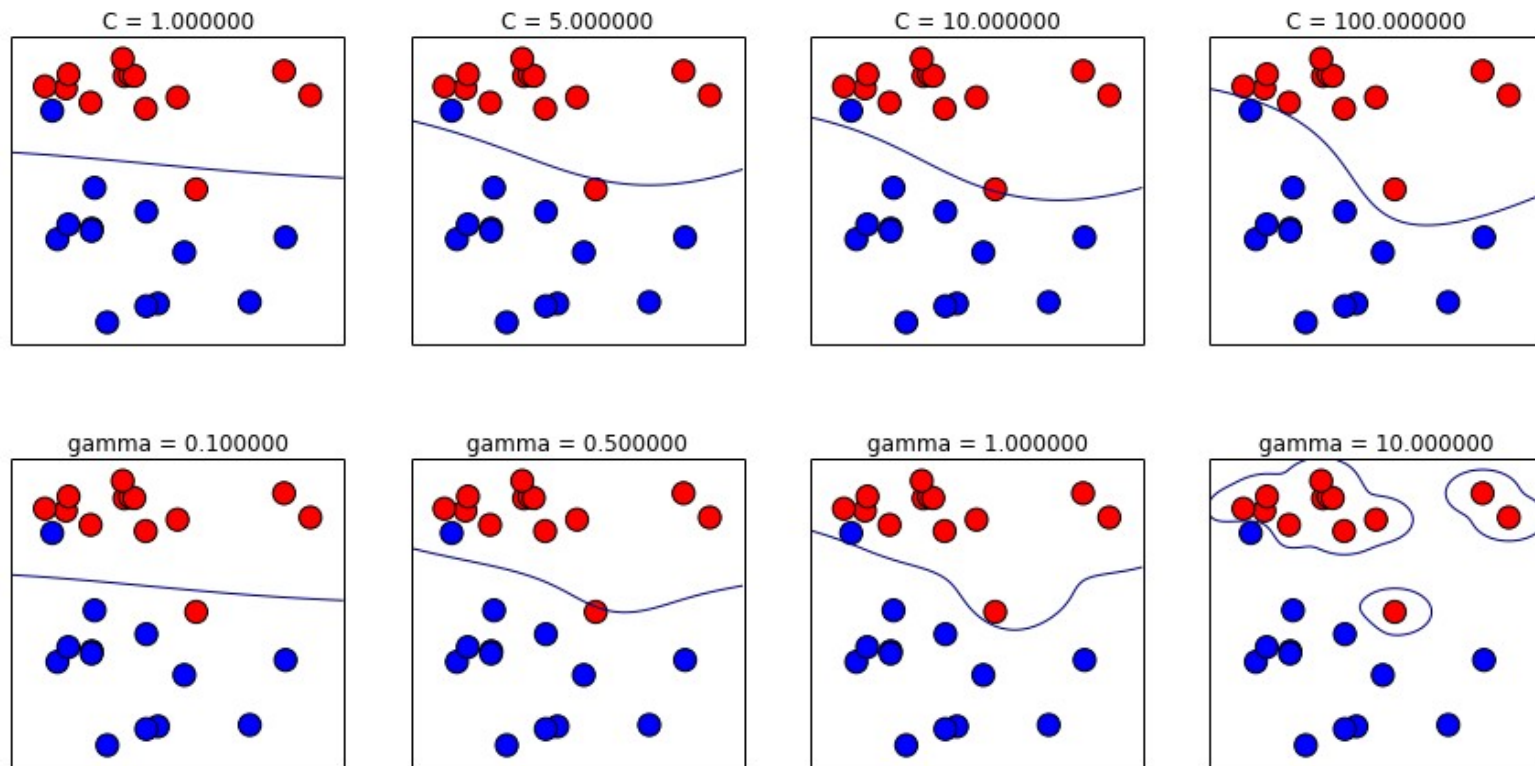 C = 1.000000
C = 5.000000
C = 10.000000
C = 100.000000
gamma = 0.100000
gamma = 0.500000
gamma = 1.000000
gamma = 10.000000